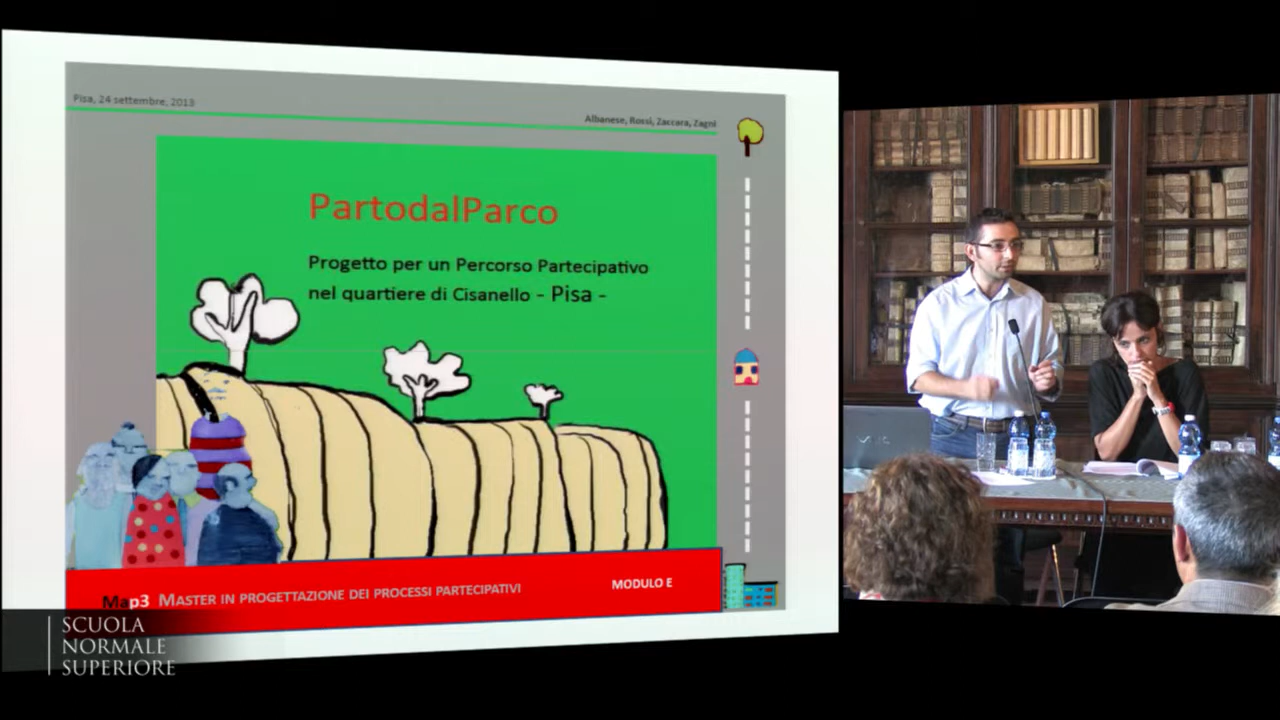 Pisa, 24 settembre, 2013
Albanese, Rossi, Zaccara, Zagni
PartodalParco
Progetto per un Percorso Partecipativo
nel quartiere di Cisanello - Pisa -
Map3 MASTER IN PROGETTAZIONE DEI PROCESSI PARTECIPATIVI
MODULO E
SCUOLA
NORMALE
SUPERIORE